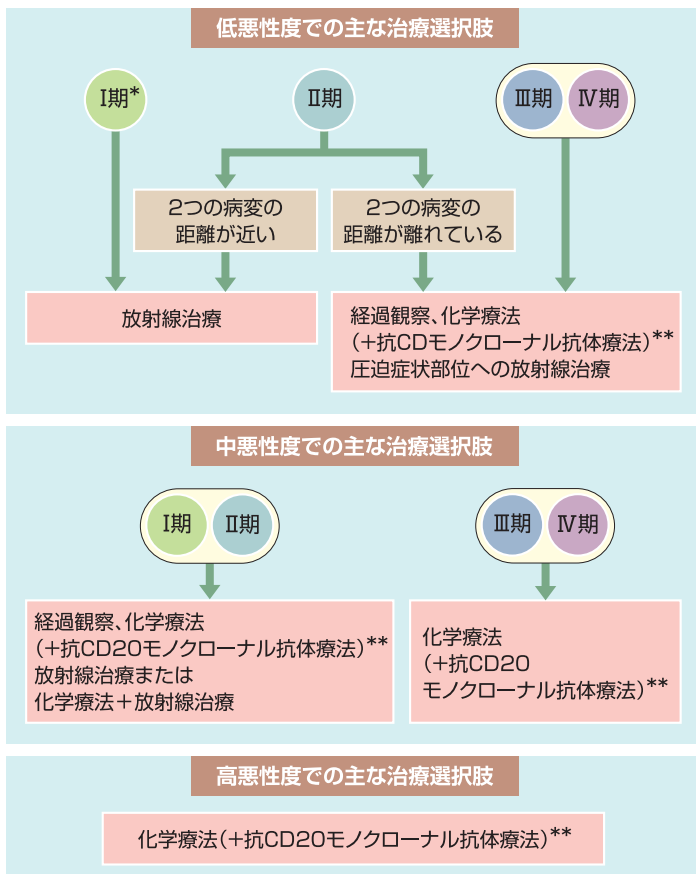 低悪性度での主な治療選択肢
Ⅰ期*
Ⅱ期
Ⅲ期
Ⅳ期
2つの病変の
距離が近い
2つの病変の
距離が離れている
放射線治療
経過観察、化学療法
(+抗CDモノクローナル抗体療法)**
圧迫症状部位への放射線治療
中悪性度での主な治療選択肢
Ⅰ期
Ⅱ期
Ⅲ期
Ⅳ期
経過観察、化学療法
(+抗CD20モノクローナル抗体療法)**
放射線治療または
化学療法+放射線治療
化学療法
(+抗CD20
モノクローナル抗体療法)**
高悪性度での主な治療選択肢
化学療法(+抗CD20モノクローナル抗体療法)**